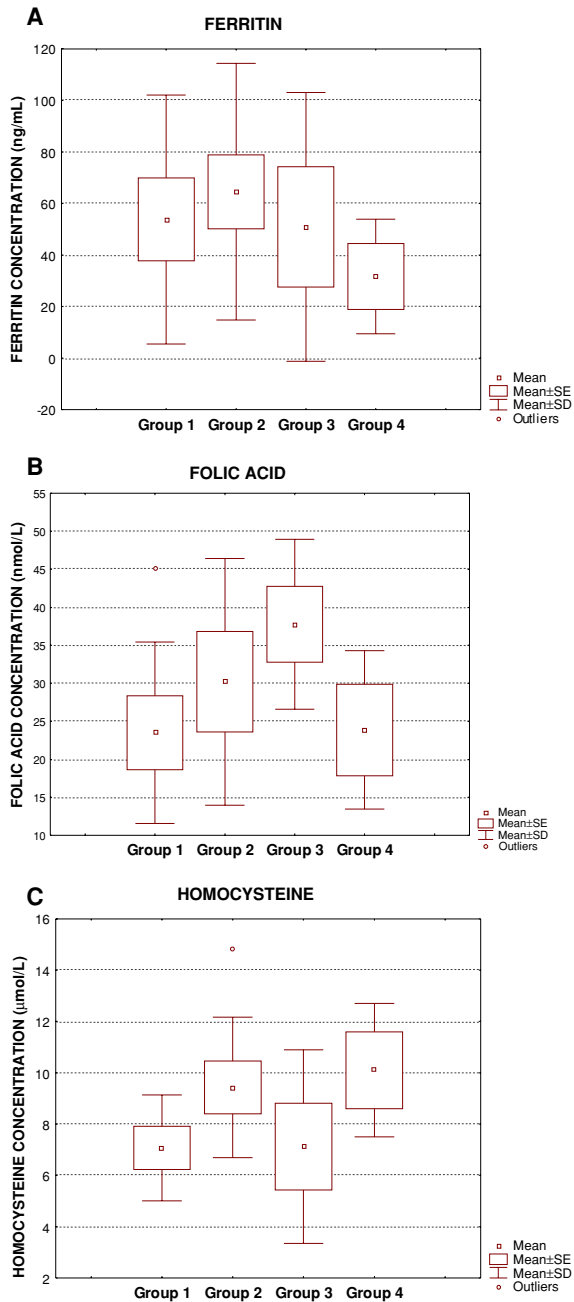 A
FERRITIN
FERRITIN CONCENTRATION (ng/mL)
120
100
80
60
40
20
0
-20
Group 1 Group 2 Group 3 Group 4
Mean
Mean±SE
Mean±SD
Outliers
B
FOLIC ACID
FOLIC ACID CONCENTRATION (nmol/L)
55
50
45
40
35
30
25
20
15
10
Group 1 Group 2 Group 3 Group 4
Mean
Mean±SE
Mean±SD
Outliers
C
HOMOCYSTEINE
HOMOCYSTEINE CONCENTRATION (μmol/L)
16
14
12
10
8
6
4
2
Group 1 Group 2 Group 3 Group 4
Mean
Mean±SE
Mean±SD
Outliers